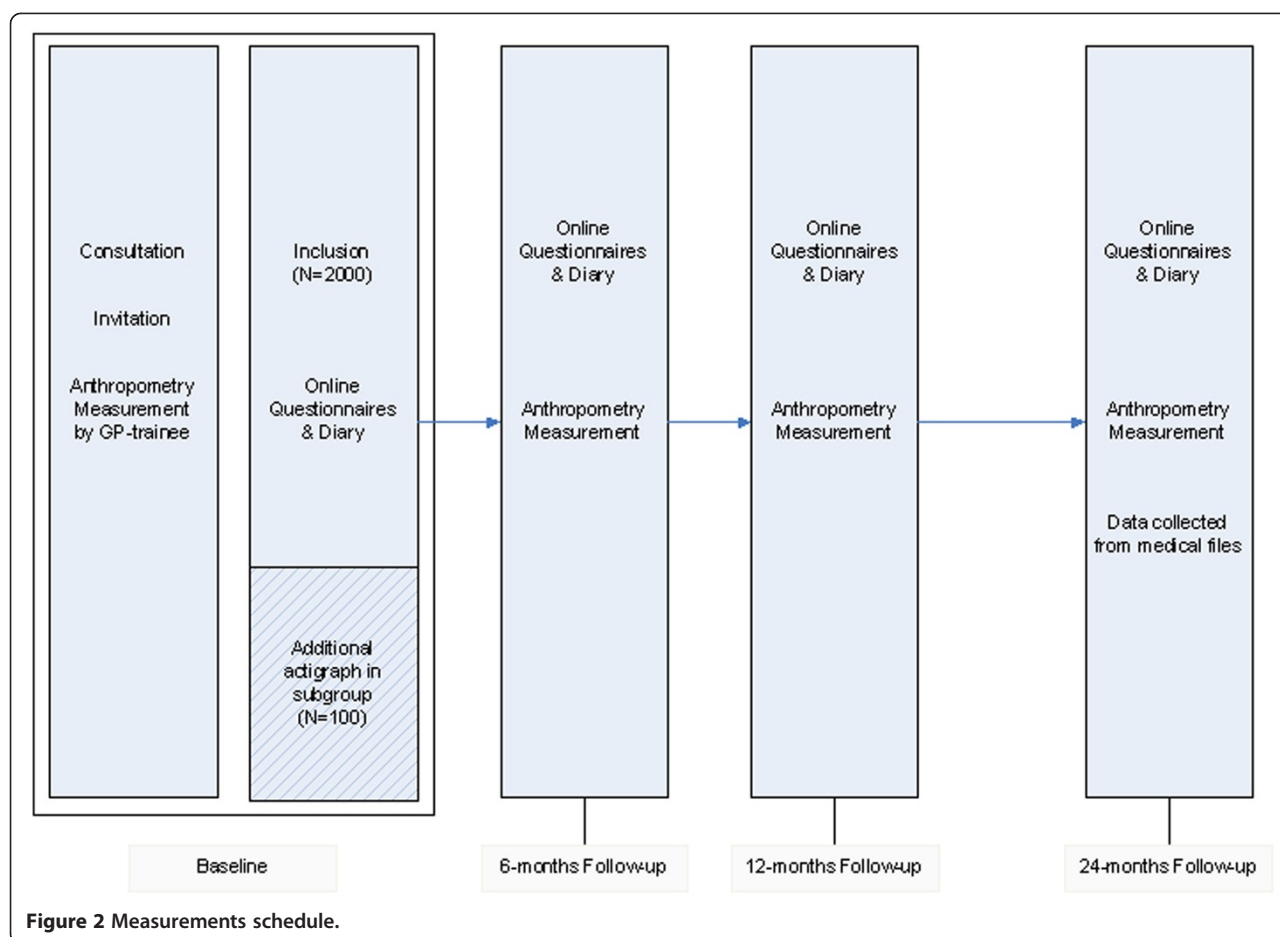 Consultation
Invitation
Anthropometry
Measurement
by GP-trainee
Inclusion
(N=2000)
Online
Questionnaires
& Diary
Additional
actigraph in
subgroup
(N=100)
Baseline
Online
Questionnaires
& Diary
Anthropometry
Measurement
6-months Follow-up
Online
Questionnaires
& Diary
Anthropometry
Measurement
12-months Follow-up
Online
Questionnaires
& Diary
Anthropometry
Measurement
Data collected
from medical files
24-months Follow-up
Figure 2 Measurements schedule.